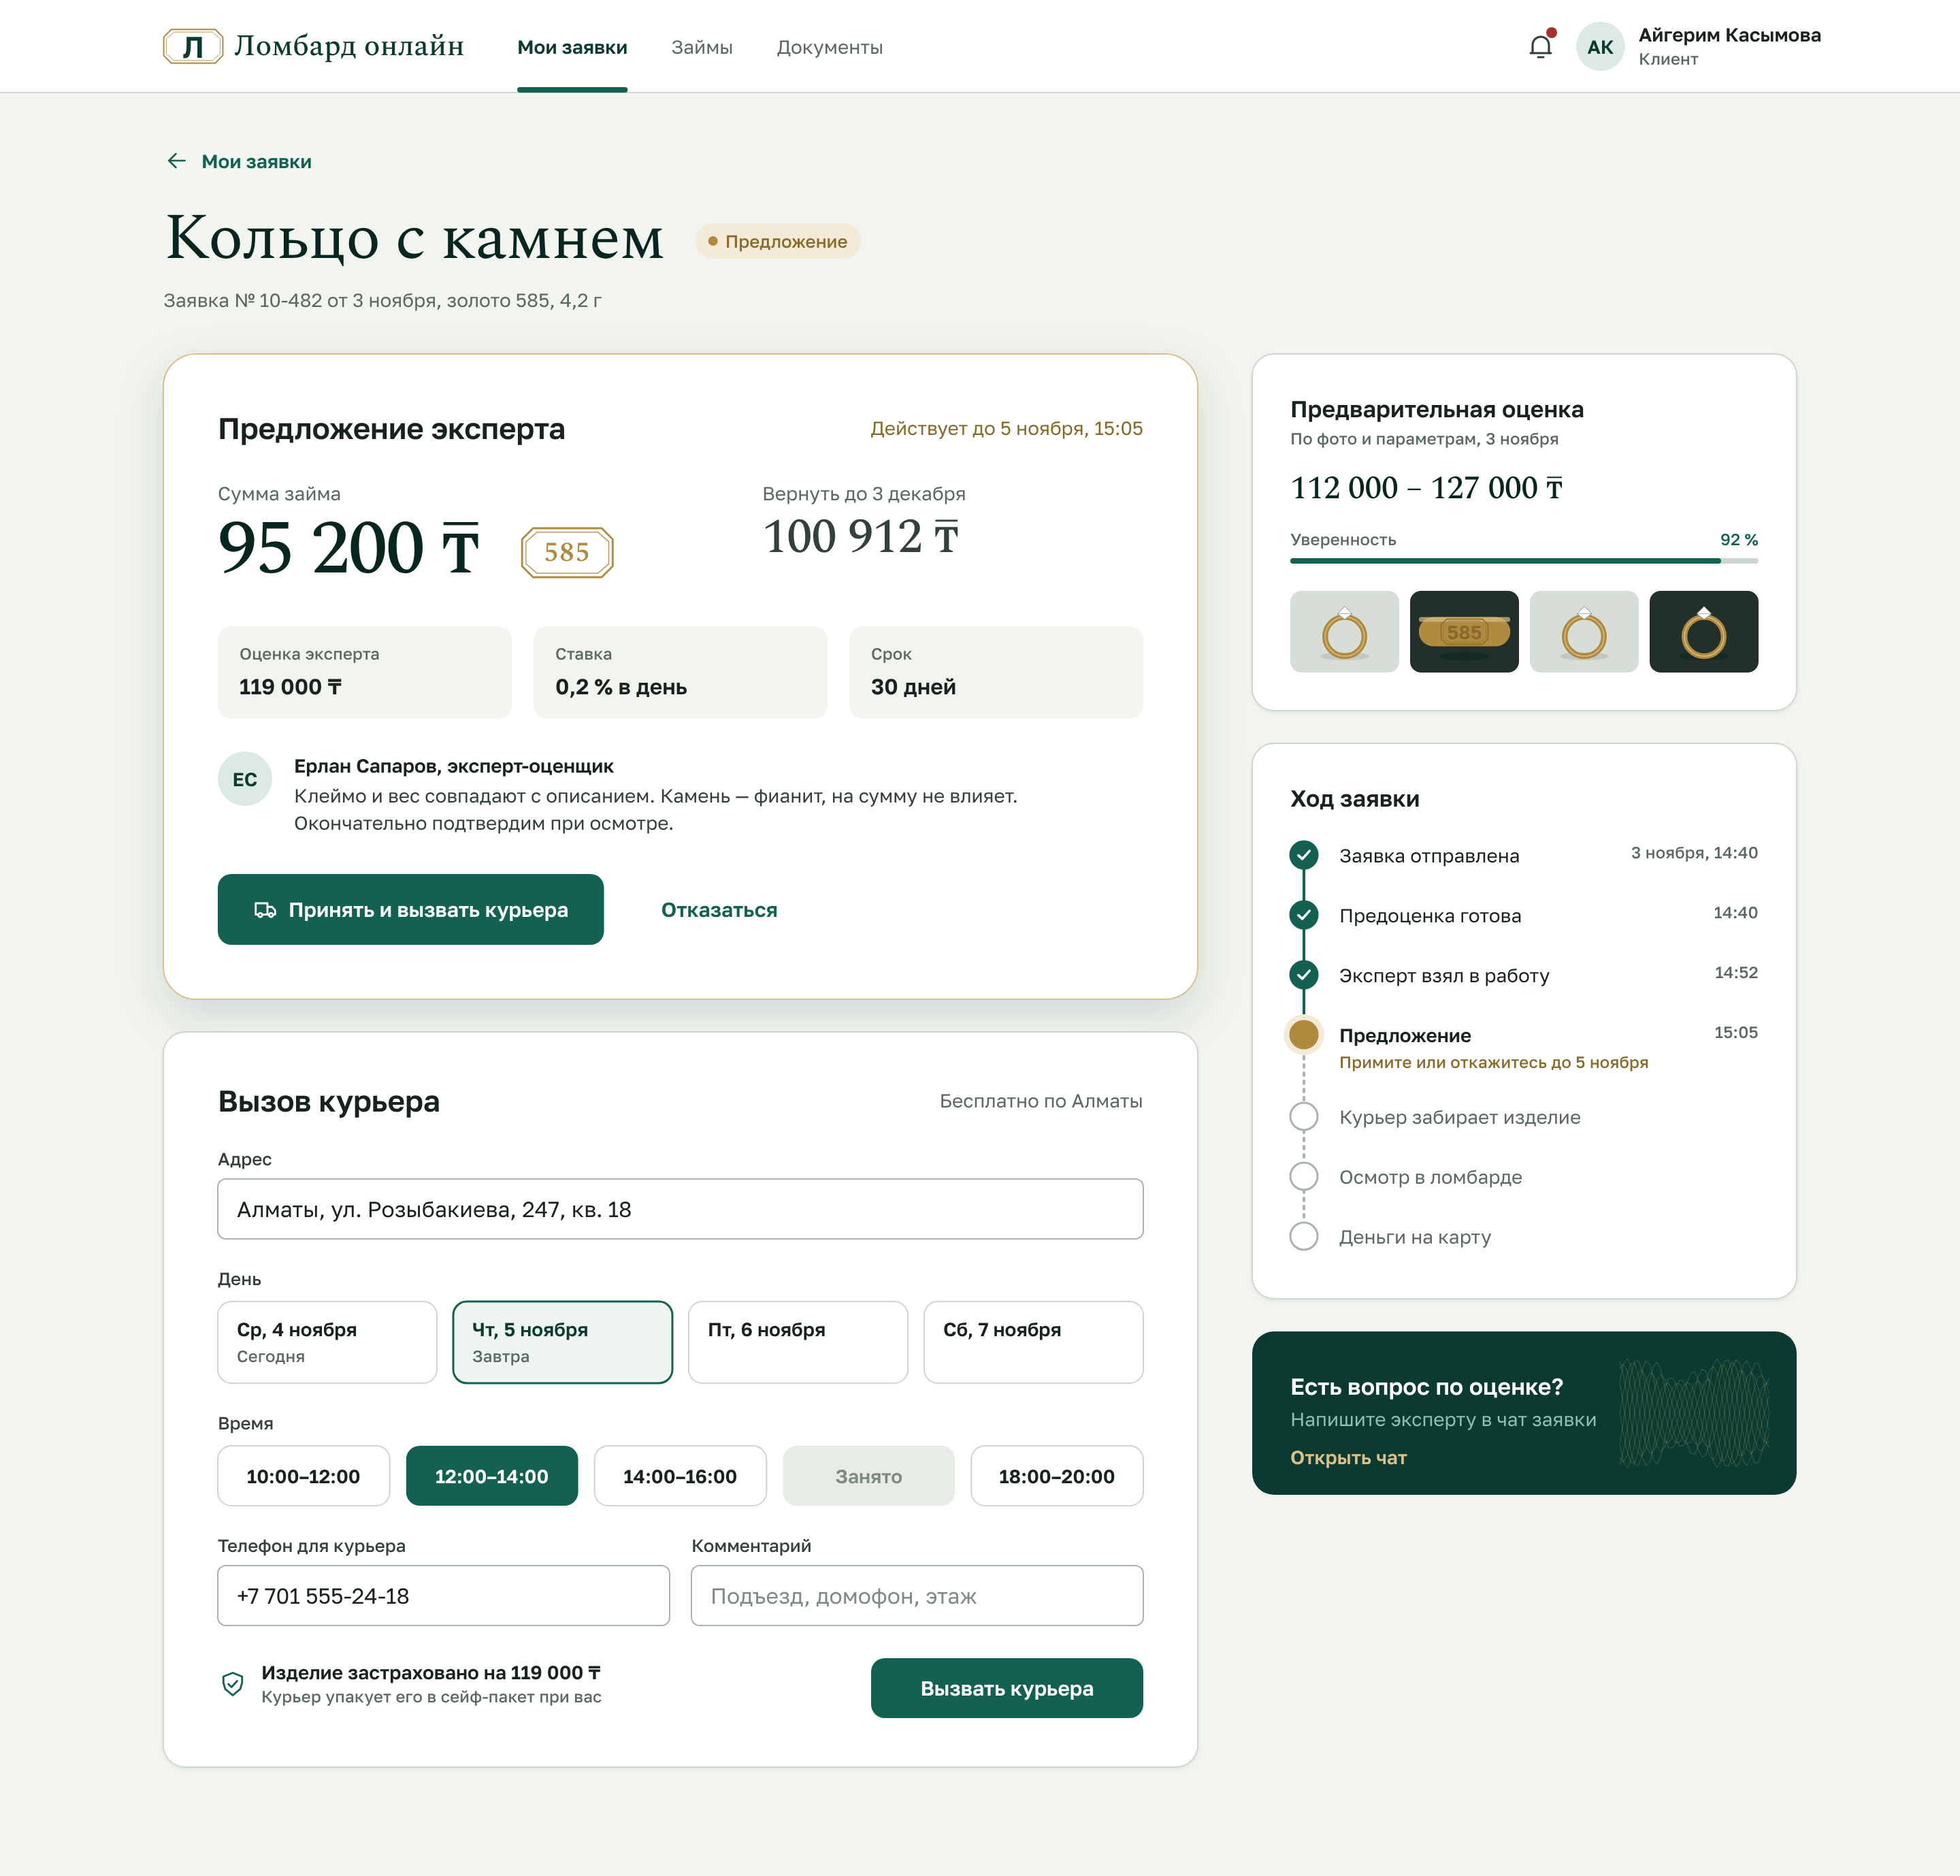 Л Ломбард онлайн
Мои заявки
Займы
Документы
АК
Айгерим Касымова
Клиент
Мои заявки
Кольцо с камнем
Предложение
Заявка № 10-482 от 3 ноября, золото 585, 4,2 г
Предложение эксперта
Действует до 5 ноября, 15:05
Сумма займа
95 200 ₸
585
Вернуть до 3 декабря
100 912 ₸
Оценка эксперта
119 000 ₸
Ставка
0,2 % в день
Срок
30 дней
ЕС
Ерлан Сапаров, эксперт-оценщик
Клеймо и вес совпадают с описанием. Камень — фианит, на сумму не влияет.
Окончательно подтвердим при осмотре.
Принять и вызвать курьера
Отказаться
Вызов курьера
Бесплатно по Алматы
Адрес
Алматы, ул. Розыбакиева, 247, кв. 18
День
Ср, 4 ноября
Сегодня
Чт, 5 ноября
Завтра
Пт, 6 ноября
Сб, 7 ноября
Время
10:00–12:00
12:00–14:00
14:00–16:00
Занято
18:00–20:00
Телефон для курьера
+7 701 555-24-18
Комментарий
Подъезд, домофон, этаж
Изделие застраховано на 119 000 ₸
Курьер упакует его в сейф-пакет при вас
Вызвать курьера
Предварительная оценка
По фото и параметрам, 3 ноября
112 000 – 127 000 ₸
Уверенность
92 %
585
Ход заявки
Заявка отправлена
3 ноября, 14:40
Предоценка готова
14:40
Эксперт взял в работу
14:52
Предложение
15:05
Примите или откажитесь до 5 ноября
Курьер забирает изделие
Осмотр в ломбарде
Деньги на карту
Есть вопрос по оценке?
Напишите эксперту в чат заявки
Открыть чат